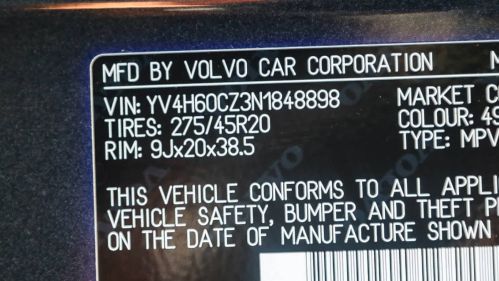 MFD BY VOLVO CAR CORPORATION M
VIN: YV4H60CZ3N1848898 MARKET C
TIRES: 275/45R20 COLOUR: 49
RIM: 9Jx20x38.5 TYPE: MPV
THIS VEHICLE CONFORMS TO ALL APPLI
VEHICLE SAFETY, BUMPER AND THEFT P
ON THE DATE OF MANUFACTURE SHOWN